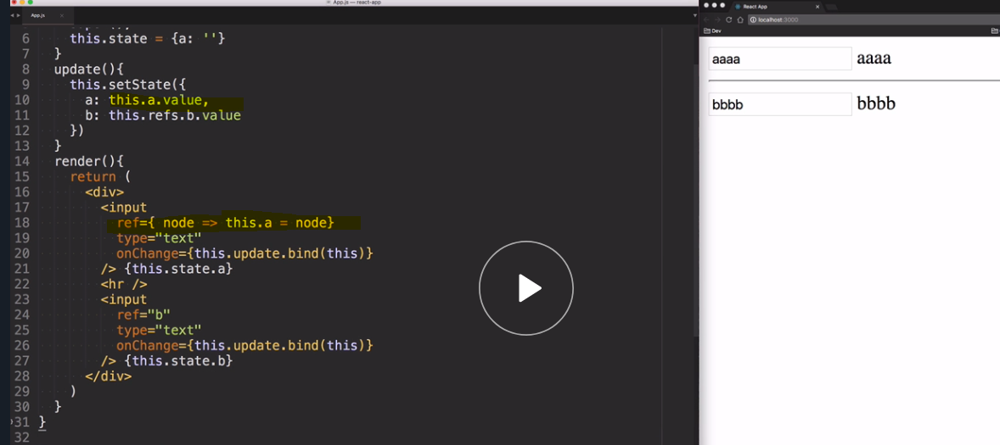 App.js — react-app
App.js
6 this.state = {a: ''}
7 }
8 update(){
9 this.setState({
10 a: this.a.value,
11 b: this.refs.b.value
12 })
13 }
14 render(){
15 return (
16 <div>
17 <input
18 ref={ node => this.a = node}
19 type="text"
20 onChange={this.update.bind(this)}
21 /> {this.state.a}
22 <hr />
23 <input
24 ref="b"
25 type="text"
26 onChange={this.update.bind(this)}
27 /> {this.state.b}
28 </div>
29 )
30 }
31 }
32
React App
localhost:3000
Dev
aaaa aaaa
bbbb bbbb